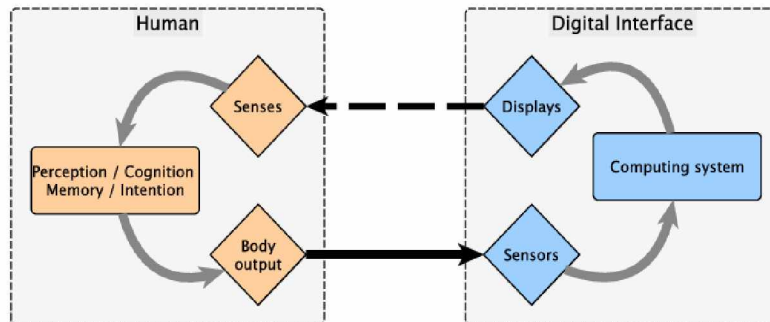 Human
Digital Interface
Senses
Displays
Perception / Cognition
Memory / Intention
Computing system
Body
output
Sensors